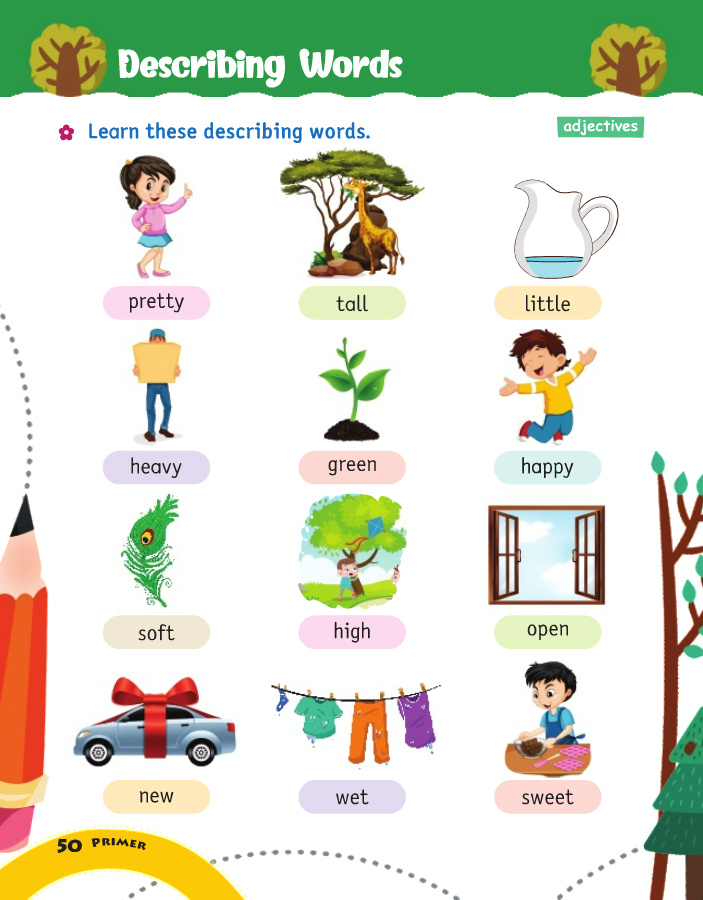 Describing Words
Learn these describing words.
adjectives
pretty
tall
little
heavy
green
happy
soft
high
open
new
wet
sweet
50 PRIMER